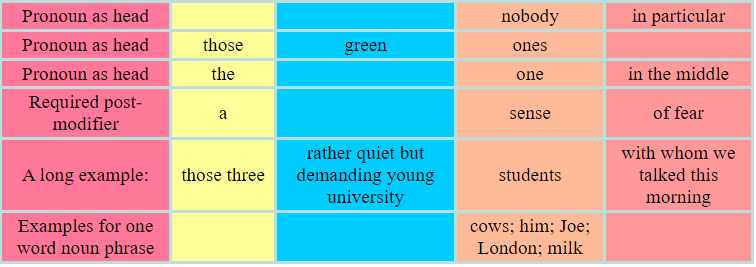 Pronoun as head nobody in particular
Pronoun as head those green ones
Pronoun as head the one in the middle
Required post-
modifier a sense of fear
A long example: those three rather quiet but
demanding young
university students with whom we
talked this
morning
Examples for one
word noun phrase cows; him; Joe;
London; milk